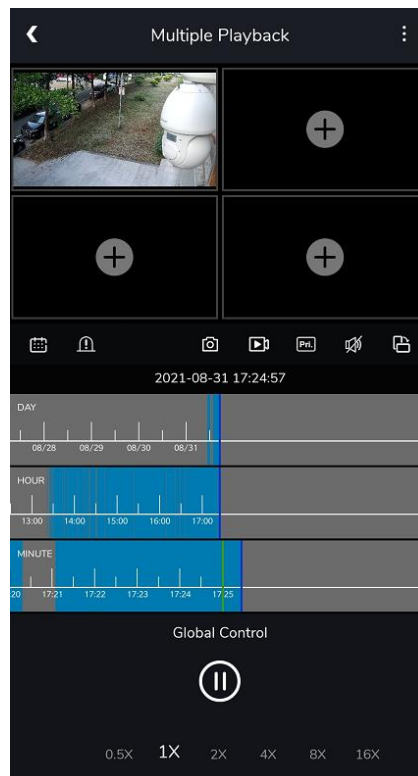 Multiple Playback
Pri.
2021-08-31 17:24:57
DAY
08/28 08/29 08/30 08/31
HOUR
13:00 14:00 15:00 16:00 17:00
MINUTE
20 17:21 17:22 17:23 17:24 17:25
Global Control
0.5X 1X 2X 4X 8X 16X